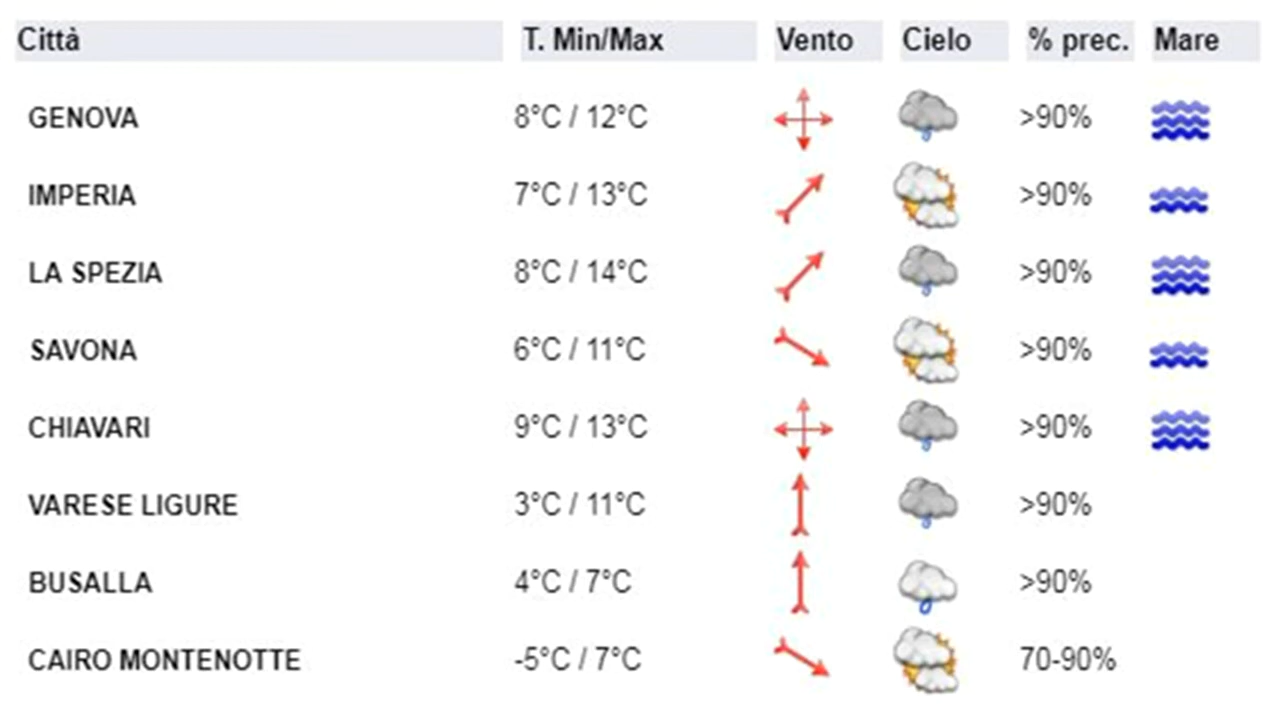 Città T. Min/Max Vento Cielo % prec. Mare
GENOVA 8°C / 12°C >90%
IMPERIA 7°C / 13°C >90%
LA SPEZIA 8°C / 14°C >90%
SAVONA 6°C / 11°C >90%
CHIAVARI 9°C / 13°C >90%
VARESE LIGURE 3°C / 11°C >90%
BUSALLA 4°C / 7°C >90%
CAIRO MONTENOTTE -5°C / 7°C 70-90%